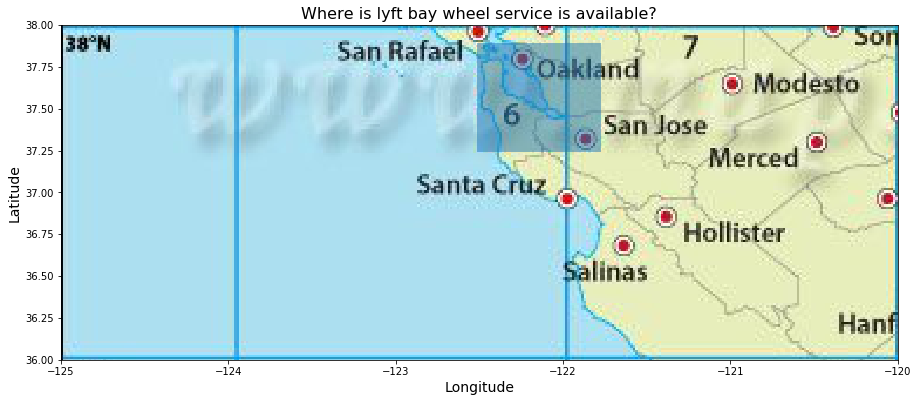 Where is lyft bay wheel service is available?
38.00
37.75
37.50
37.25
37.00
36.75
36.50
36.25
36.00
Latitude
38°N
San Rafael
7
Son
Oakland
Modesto
6
San Jose
Merced
Santa Cruz
Hollister
Salinas
Hanf
−125
−124
−123
−122
−121
−120
Longitude